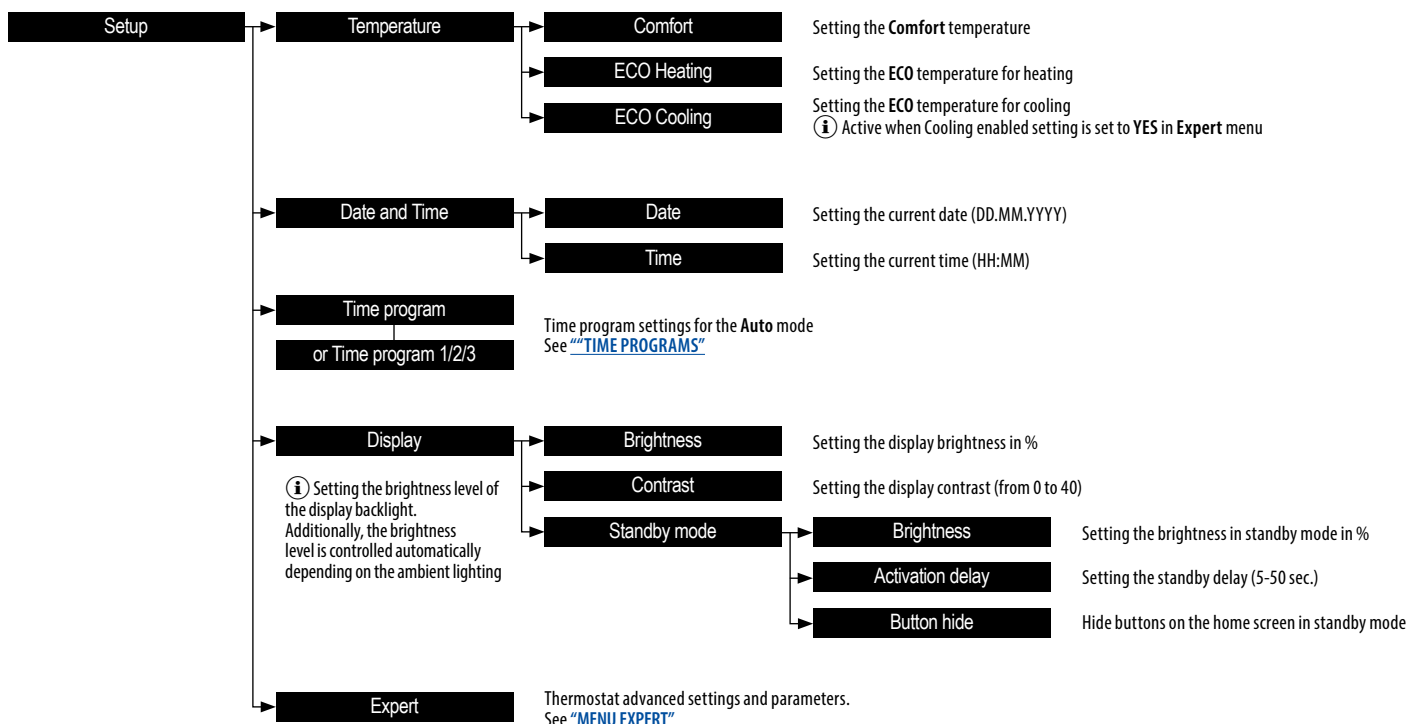 Setup
Temperature
Comfort
Setting the Comfort temperature
ECO Heating
Setting the ECO temperature for heating
ECO Cooling
Setting the ECO temperature for cooling
i Active when Cooling enabled setting is set to YES in Expert menu
Date and Time
Date
Setting the current date (DD.MM.YYYY)
Time
Setting the current time (HH:MM)
Time program
or Time program 1/2/3
Time program settings for the Auto mode
See ““TIME PROGRAMS”
Display
i Setting the brightness level of
the display backlight.
Additionally, the brightness
level is controlled automatically
depending on the ambient lighting
Brightness
Setting the display brightness in %
Contrast
Setting the display contrast (from 0 to 40)
Standby mode
Brightness
Setting the brightness in standby mode in %
Activation delay
Setting the standby delay (5-50 sec.)
Button hide
Hide buttons on the home screen in standby mode
Expert
Thermostat advanced settings and parameters.
See “MENU EXPERT”